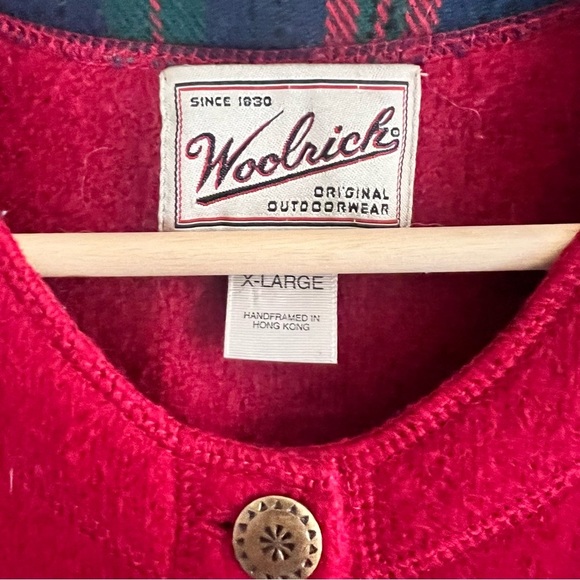 SINCE 1830
Woolrich
ORIGINAL
OUTDOORWEAR
X-LARGE
HANDFRAMED IN
HONG KONG